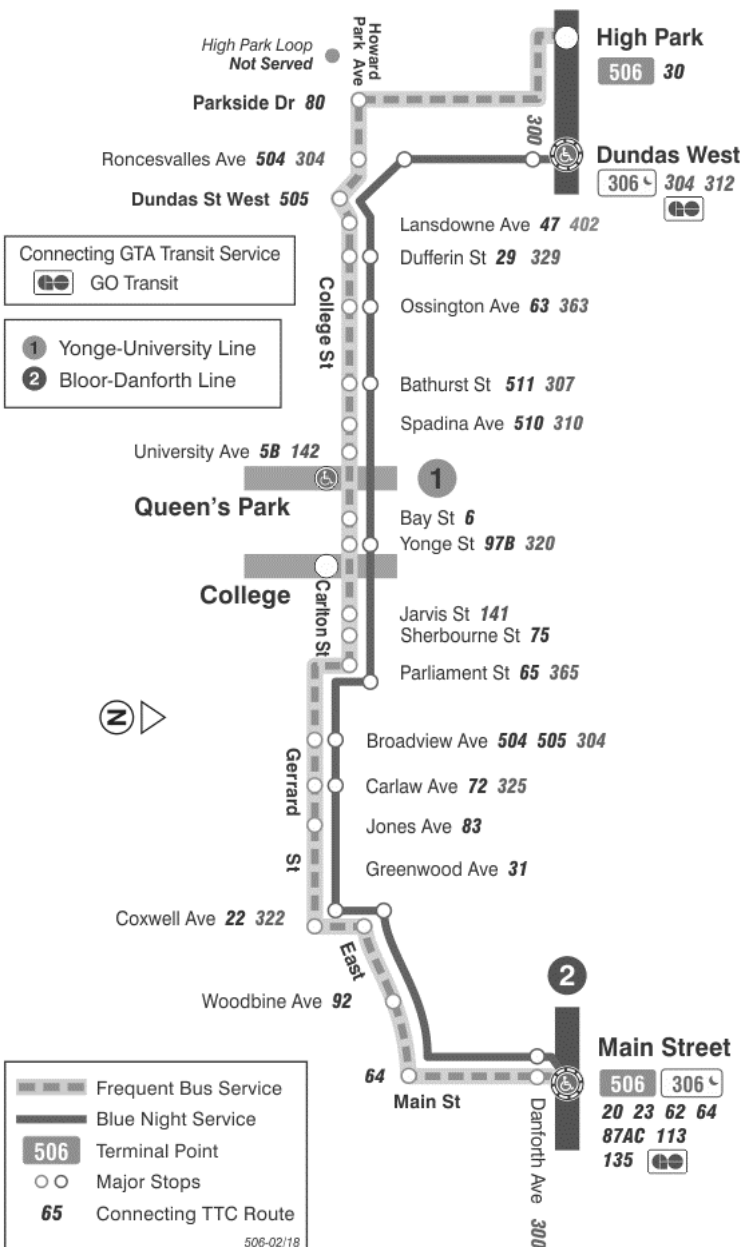 High Park Loop
Not Served
Howard
Park Ave
High Park
506 30
Parkside Dr 80
300
Roncesvalles Ave 504 304
Dundas West
306 304 312
Dundas St West 505
Lansdowne Ave 47 402
Connecting GTA Transit Service
GO Transit
Dufferin St 29 329
College St
Ossington Ave 63 363
1 Yonge-University Line
2 Bloor-Danforth Line
Bathurst St 511 307
Spadina Ave 510 310
University Ave 5B 142
1
Queen's Park
Bay St 6
Yonge St 97B 320
College
Carlton St
Jarvis St 141
Sherbourne St 75
Parliament St 65 365
N
Broadview Ave 504 505 304
Gerrard
St
Carlaw Ave 72 325
Jones Ave 83
Greenwood Ave 31
Coxwell Ave 22 322
East
2
Woodbine Ave 92
Main Street
506 306
20 23 62 64
87AC 113
135
64
Main St
Danforth Ave 300
Frequent Bus Service
Blue Night Service
506 Terminal Point
Major Stops
65 Connecting TTC Route
506-02/18